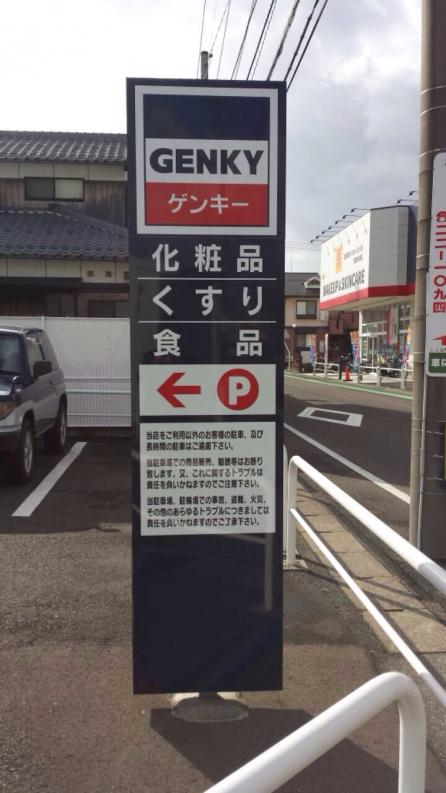 GENKY
ゲンキー
化粧品
くすり
食品
P
当店をご利用以外のお客様の駐車、及び
長時間の駐車はご遠慮下さい。
当駐車場での商品販売、勧誘等はお断り
致します。又、これに関するトラブルは
責任を負いかねますのでご注意下さい。
当駐車場、駐輪場での事故、盗難、火災、
その他のあらゆるトラブルにつきましては
責任を負いかねますのでご了承下さい。
MAKEUP & SKINCARE